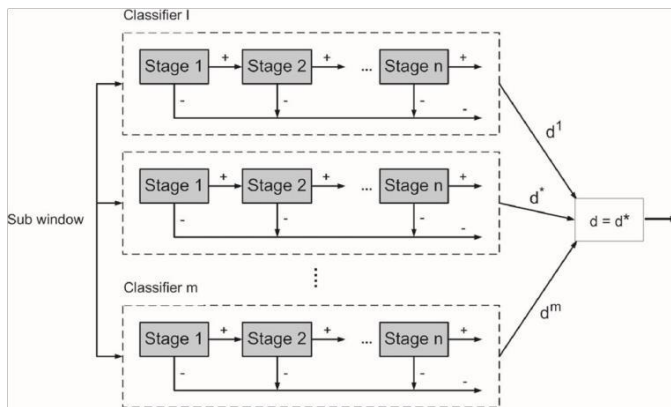 Classifier I
Stage 1 + Stage 2 + ... Stage n +
- - - -
d¹
Stage 1 + Stage 2 + ... Stage n +
- - - -
d*
Sub window
d = d*
Classifier m
Stage 1 + Stage 2 + ... Stage n +
- - - -
dᵐ